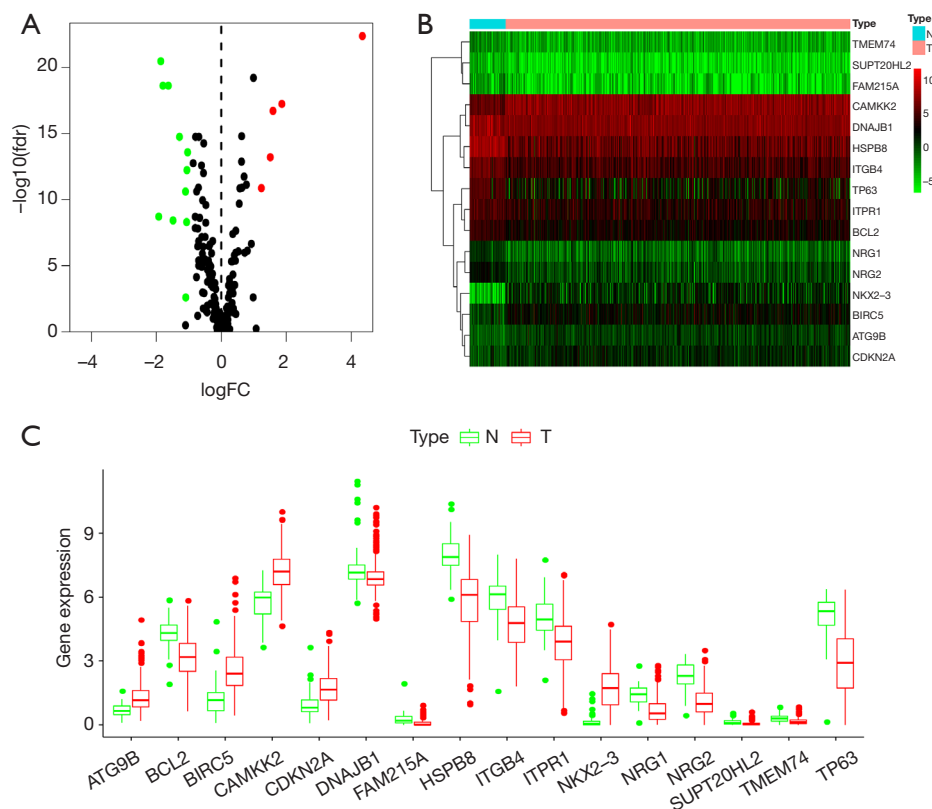 A
20
15
10
5
0
−log10(fdr)
−4
−2
0
2
4
logFC
B
Type
TMEM74
SUPT20HL2
FAM215A
CAMKK2
DNAJB1
HSPB8
ITGB4
TP63
ITPR1
BCL2
NRG1
NRG2
NKX2−3
BIRC5
ATG9B
CDKN2A
Type
N
T
10
5
0
−5
C
Type N T
9
6
3
0
Gene expression
ATG9B
BCL2
BIRC5
CAMKK2
CDKN2A
DNAJB1
FAM215A
HSPB8
ITGB4
ITPR1
NKX2−3
NRG1
NRG2
SUPT20HL2
TMEM74
TP63